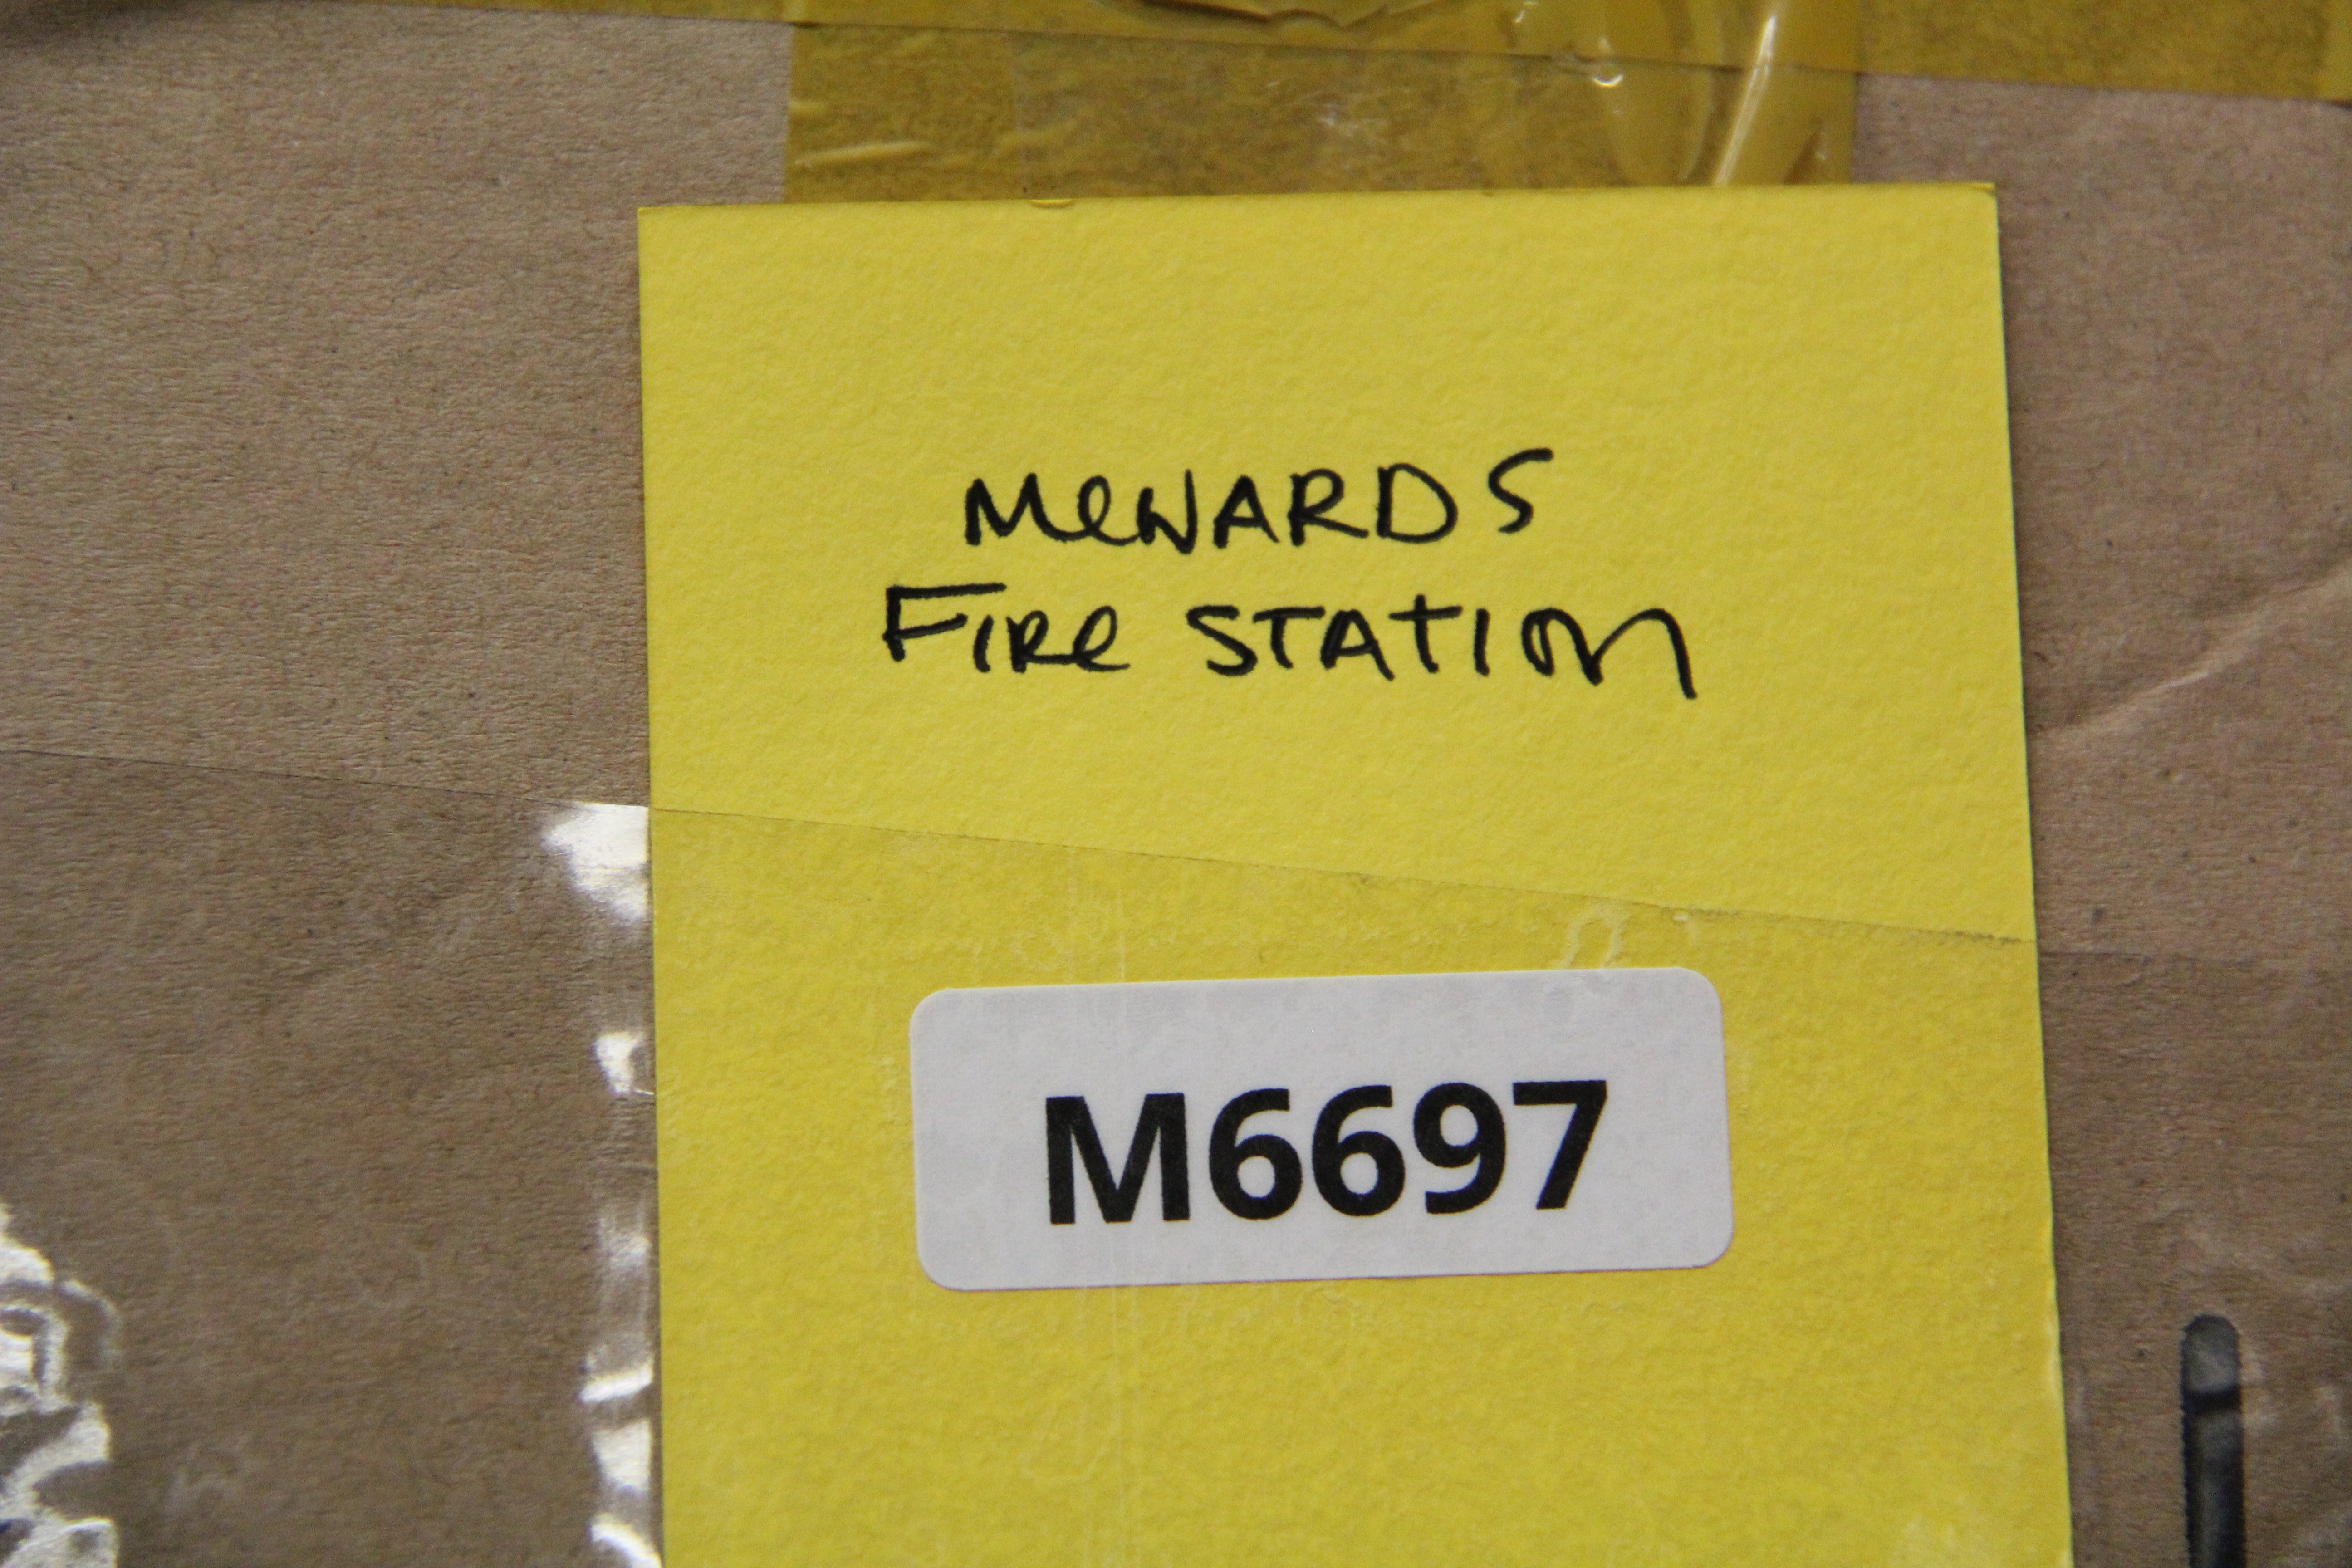 MeNARDS
FIRe STATION
M6697